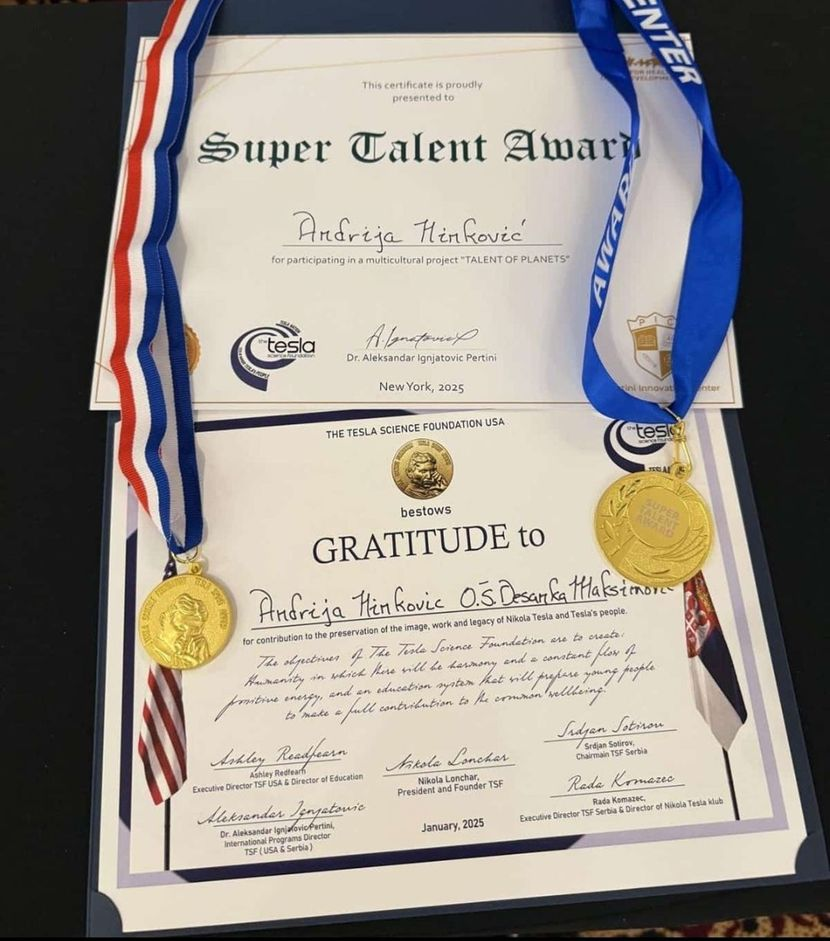 This certificate is proudly
presented to
Super Talent Award
Andrija Minković
for participating in a multicultural project "TALENT OF PLANETS"
the tesla
science foundation
A. Ignatović
Dr. Aleksandar Ignjatovic Pertini
New York, 2025
ENTER
AWAR
THE TESLA SCIENCE FOUNDATION USA
the tesl
bestows
GRATITUDE to
SUPER
TALENT
AWARD
Andrija Minkovic O.Š. Desanka Maksimović
for contribution to the preservation of the image, work and legacy of Nikola Tesla and Tesla's people.
The objectives of The Tesla Science Foundation are to create:
Humanity in which there will be harmony and a constant flow of
positive energy, and an education system that will prepare young people
to make a full contribution to the common wellbeing.
Ashley Readfearn
Ashley Redfearn
Executive Director TSF USA & Director of Education
Nikola Lonchar
Nikola Lonchar,
President and Founder TSF
Srdjan Sotirov
Srdjan Sotirov,
Chairmain TSF Serbia
Aleksandar Ignjatovic
Dr. Aleksandar Ignjatovic Pertini,
International Programs Director
TSF ( USA & Serbia )
January, 2025
Rada Komazec
Rada Komazec,
Executive Director TSF Serbia & Director of Nikola Tesla klub